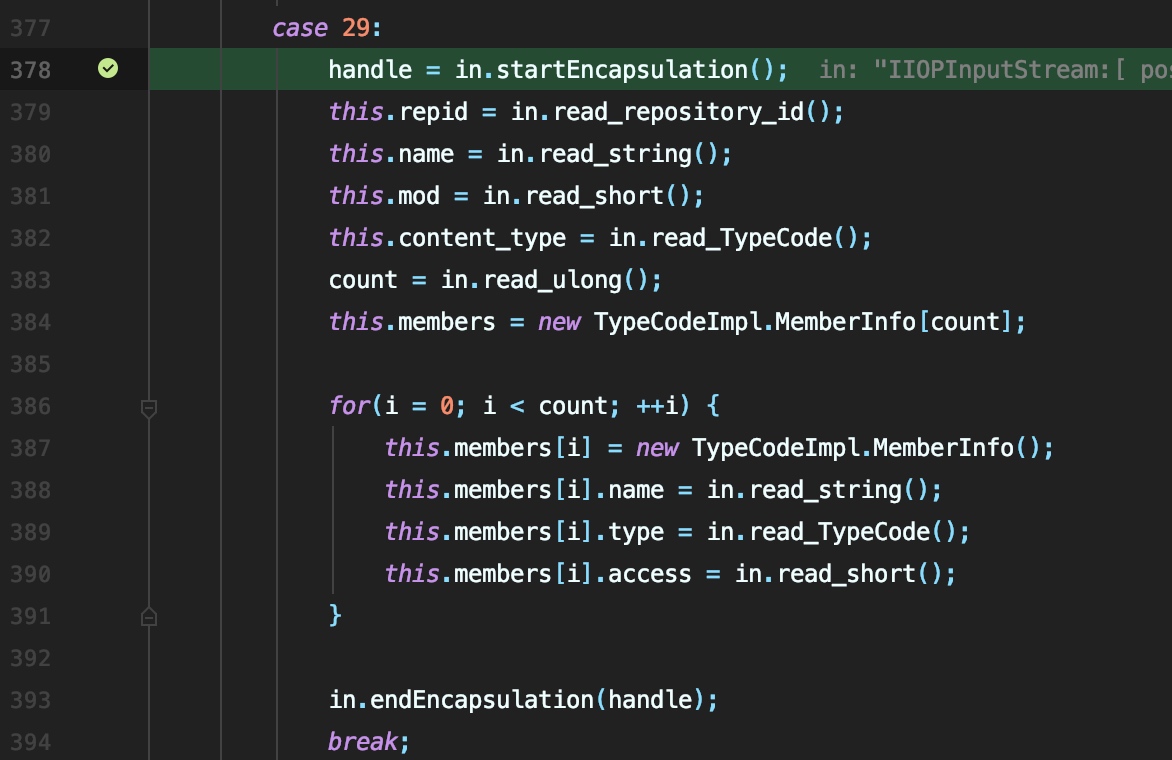 377 case 29:
378 handle = in.startEncapsulation(); in: "IIOPInputStream:[ pos
379 this.repid = in.read_repository_id();
380 this.name = in.read_string();
381 this.mod = in.read_short();
382 this.content_type = in.read_TypeCode();
383 count = in.read_ulong();
384 this.members = new TypeCodeImpl.MemberInfo[count];
385
386 for(i = 0; i < count; ++i) {
387 this.members[i] = new TypeCodeImpl.MemberInfo();
388 this.members[i].name = in.read_string();
389 this.members[i].type = in.read_TypeCode();
390 this.members[i].access = in.read_short();
391 }
392
393 in.endEncapsulation(handle);
394 break;